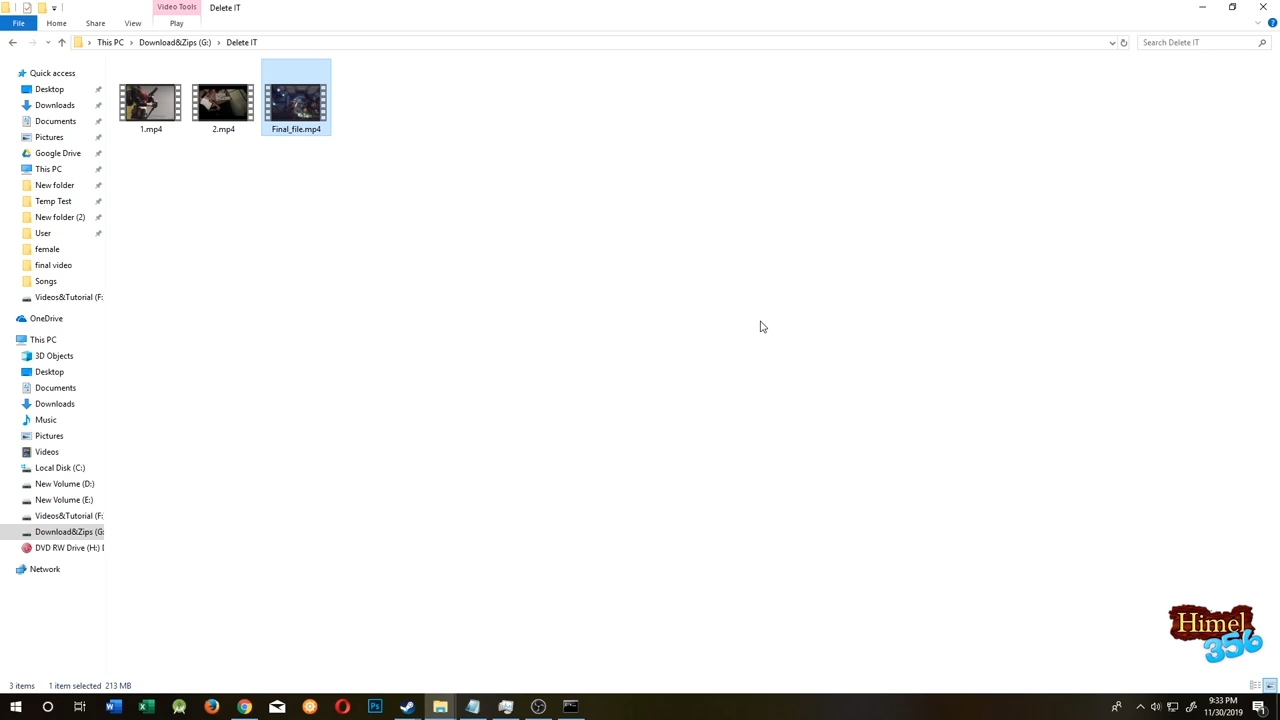 Video Tools
Delete IT
File
Home
Share
View
Play
This PC
Download&Zips (G:)
Delete IT
Search Delete IT
Quick access
Desktop
Downloads
Documents
Pictures
Google Drive
This PC
New folder
Temp Test
New folder (2)
User
female
final video
Songs
Videos&Tutorial (F:
OneDrive
This PC
3D Objects
Desktop
Documents
Downloads
Music
Pictures
Videos
Local Disk (C:)
New Volume (D:)
New Volume (E:)
Videos&Tutorial (F:
Download&Zips (G:
DVD RW Drive (H:) D
Network
1.mp4
2.mp4
Final_file.mp4
Himel
356
3 items
1 item selected 213 MB
9:33 PM
11/30/2019
1